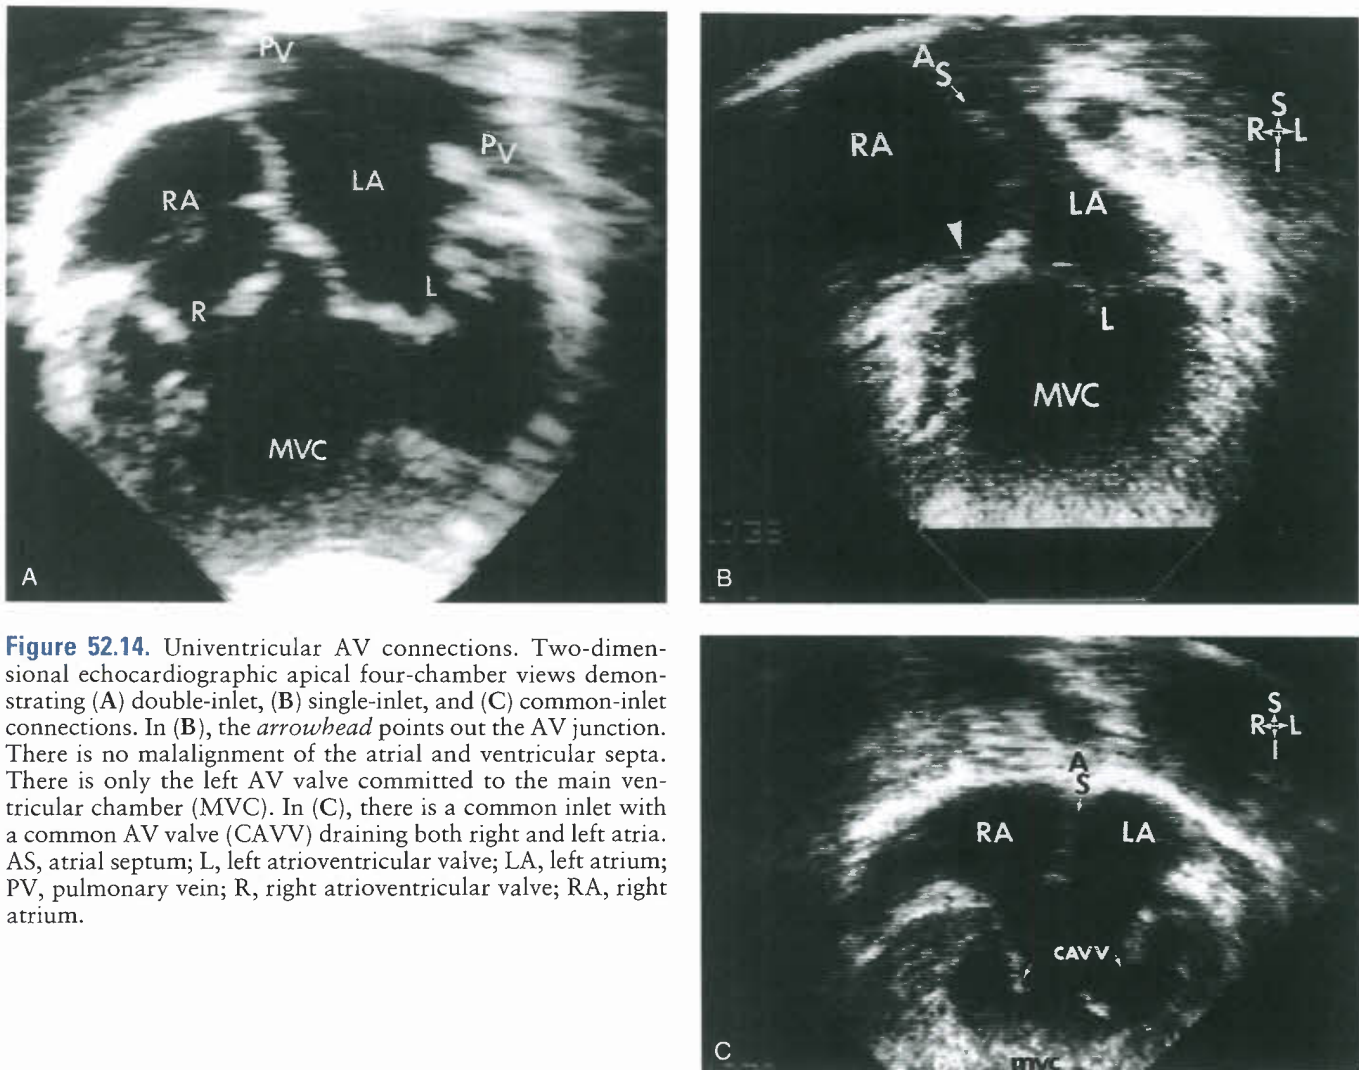 PV
PV
RA
LA
R
L
MVC
A
AS
RA
LA
S
R L
I
L
MVC
B
Figure 52.14. Univentricular AV connections. Two-dimen-
sional echocardiographic apical four-chamber views demon-
strating (A) double-inlet, (B) single-inlet, and (C) common-inlet
connections. In (B), the arrowhead points out the AV junction.
There is no malalignment of the atrial and ventricular septa.
There is only the left AV valve committed to the main ven-
tricular chamber (MVC). In (C), there is a common inlet with
a common AV valve (CAVV) draining both right and left atria.
AS, atrial septum; L, left atrioventricular valve; LA, left atrium;
PV, pulmonary vein; R, right atrioventricular valve; RA, right
atrium.
AS
RA
LA
S
R L
I
CAVV
mvc
C